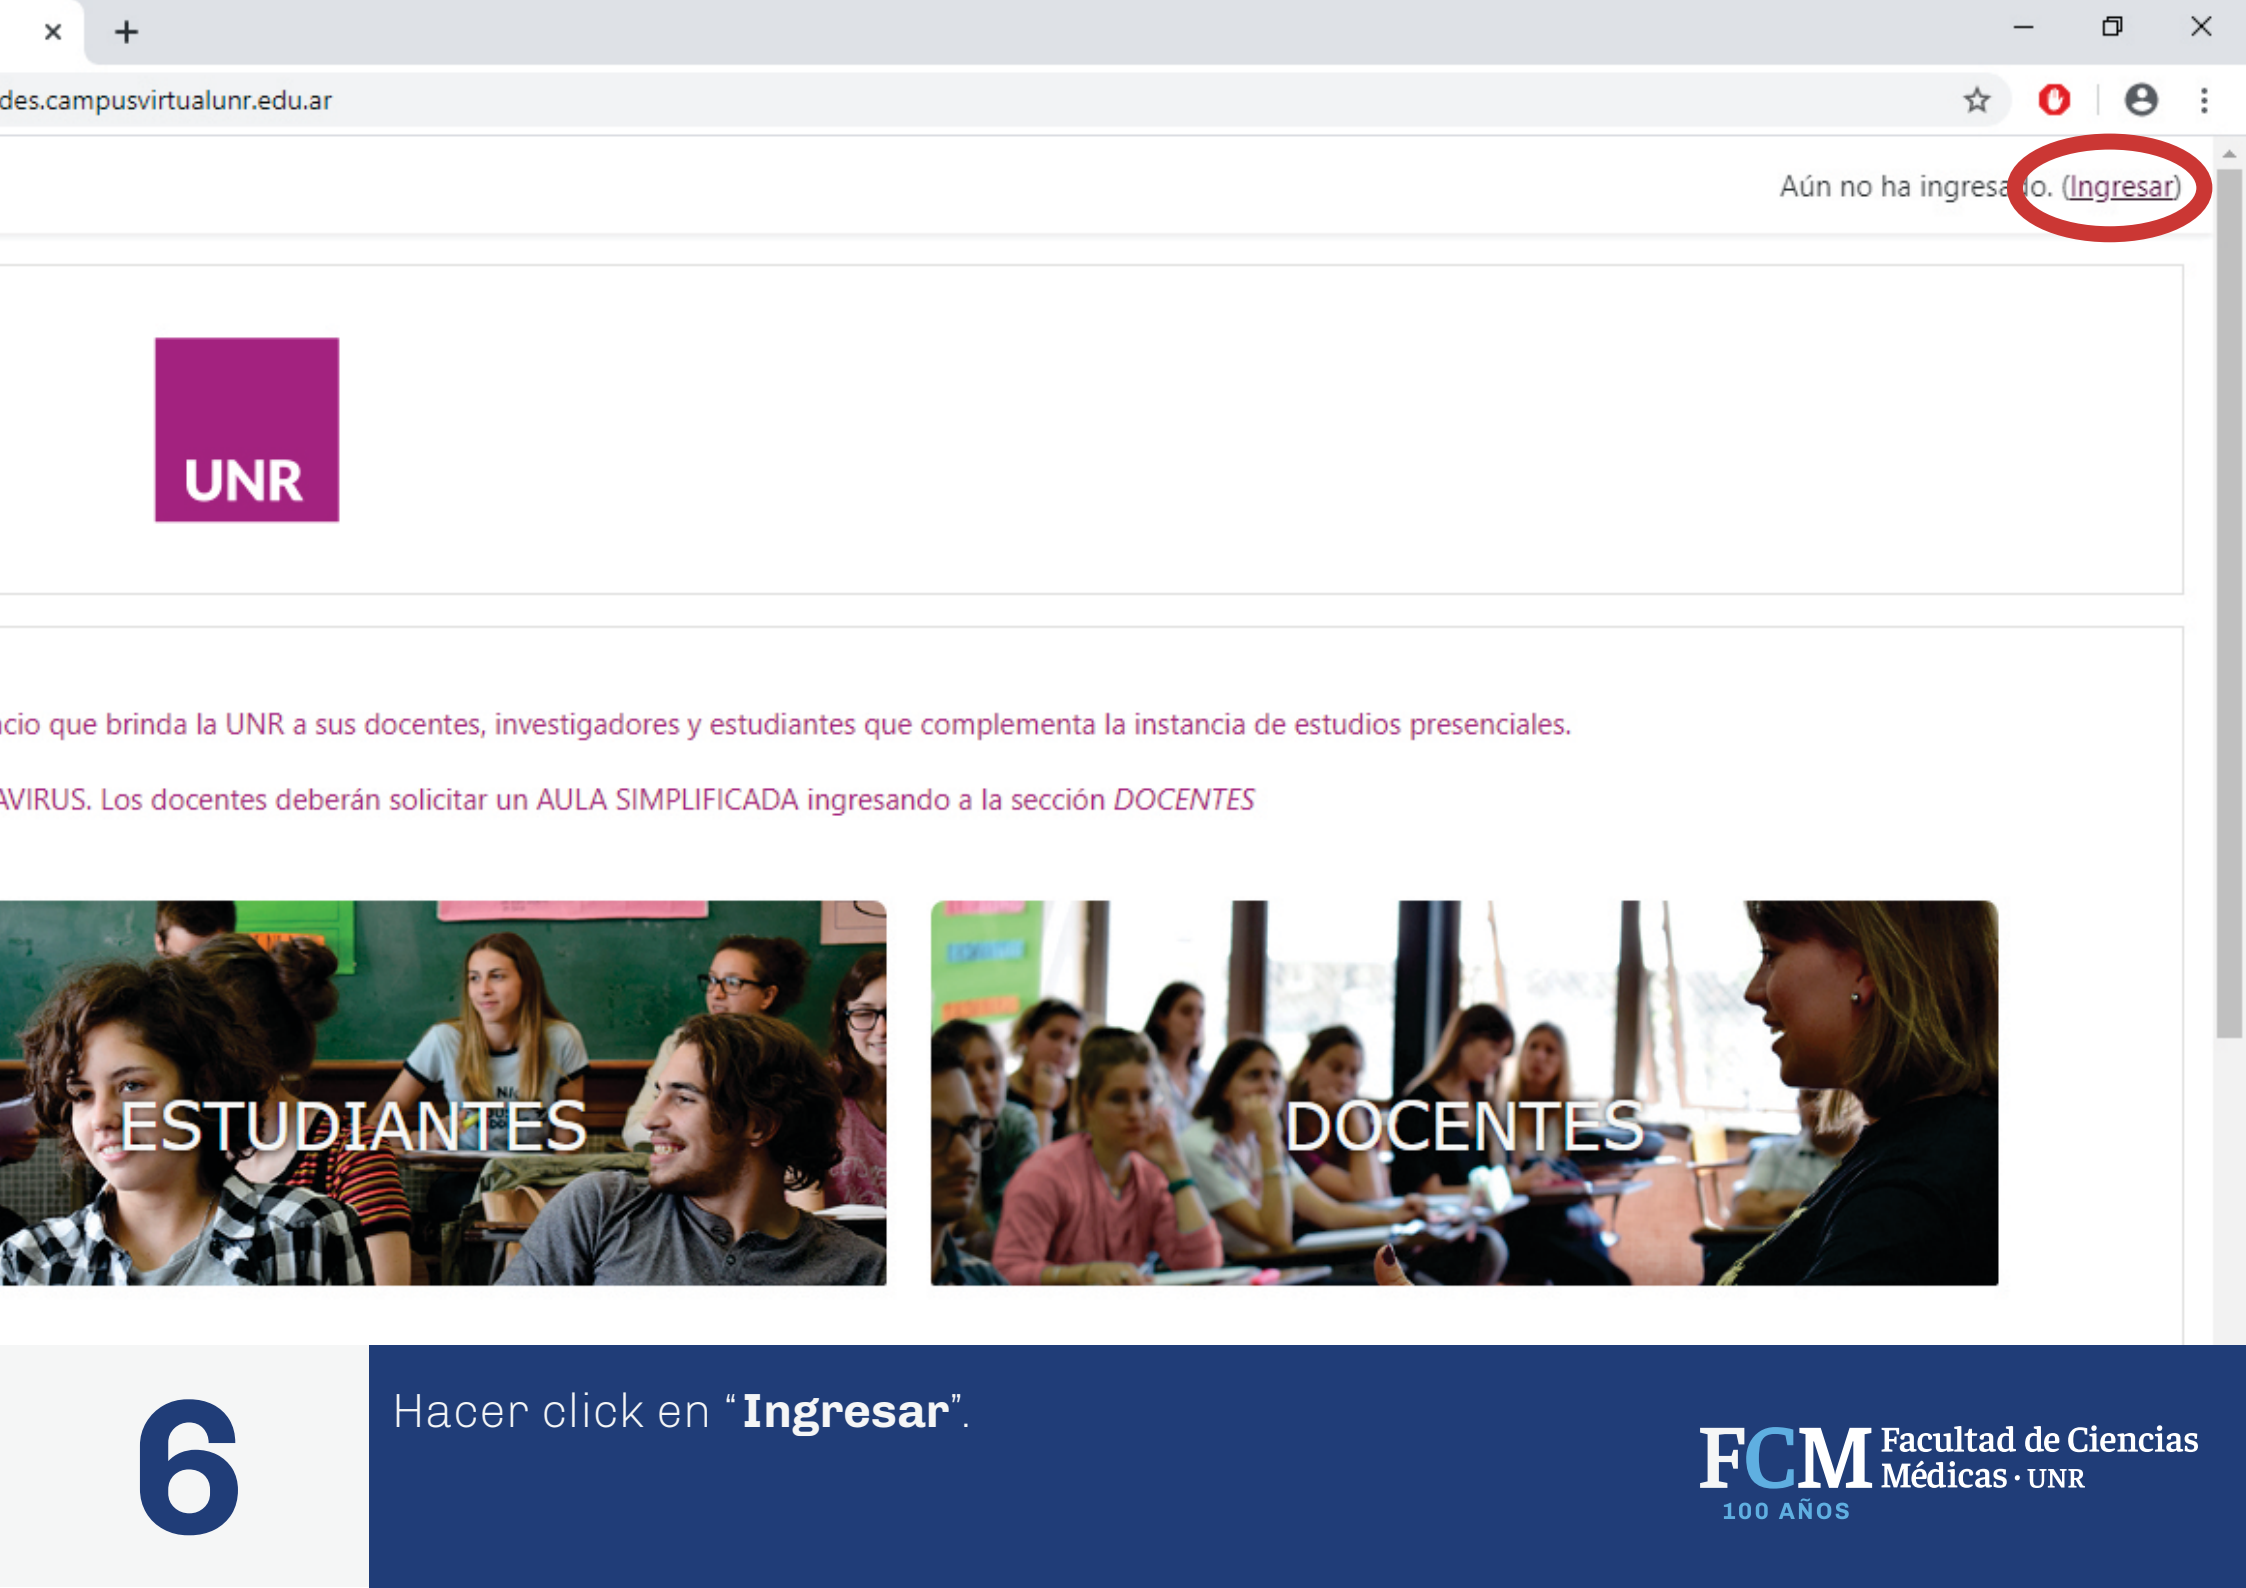 des.campusvirtualunr.edu.ar
Aún no ha ingresado. (Ingresar)
UNR
cio que brinda la UNR a sus docentes, investigadores y estudiantes que complementa la instancia de estudios presenciales.
AVIRUS. Los docentes deberán solicitar un AULA SIMPLIFICADA ingresando a la sección DOCENTES
ESTUDIANTES
DOCENTES
6
Hacer click en “Ingresar”.
FCM
Facultad de Ciencias
Médicas · UNR
100 AÑOS